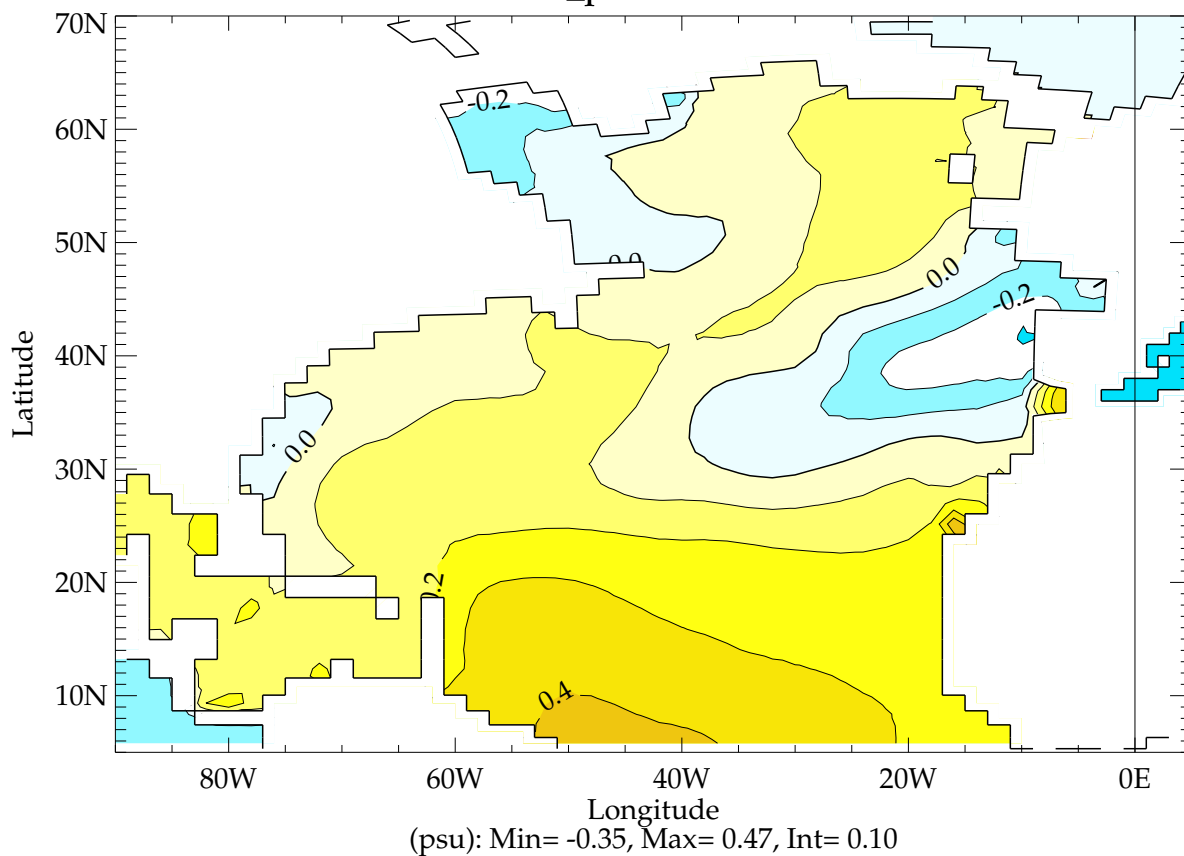 70N
-0.2
60N
50N
0.0
0.0
-0.2
40N
Latitude
0.0
30N
20N
0.2
10N
0.4
80W 60W 40W 20W 0E
Longitude
(psu): Min= -0.35, Max= 0.47, Int= 0.10